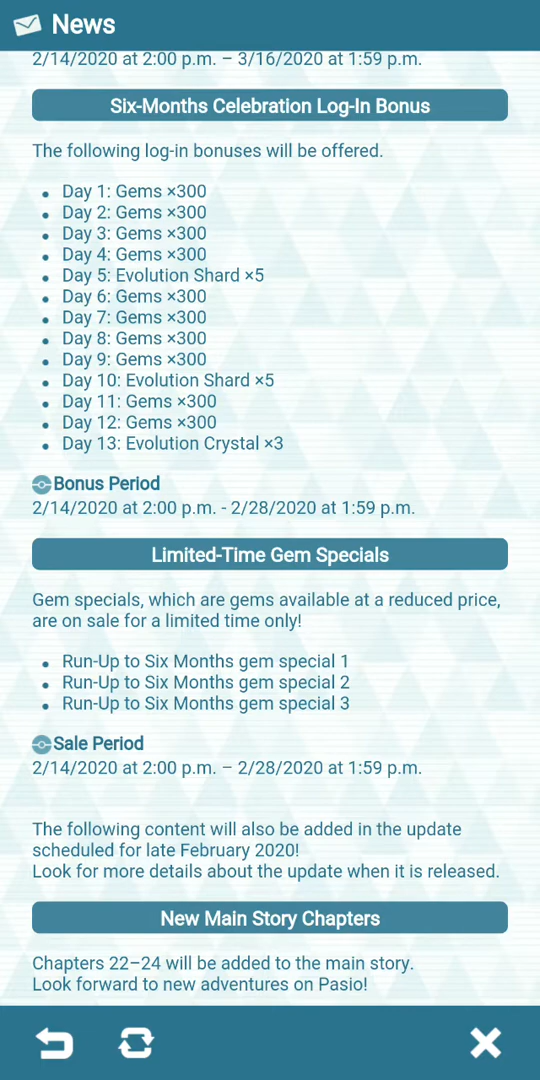 News
2/14/2020 at 2:00 p.m. – 3/16/2020 at 1:59 p.m.
Six-Months Celebration Log-In Bonus
The following log-in bonuses will be offered.
Day 1: Gems ×300
Day 2: Gems ×300
Day 3: Gems ×300
Day 4: Gems ×300
Day 5: Evolution Shard ×5
Day 6: Gems ×300
Day 7: Gems ×300
Day 8: Gems ×300
Day 9: Gems ×300
Day 10: Evolution Shard ×5
Day 11: Gems ×300
Day 12: Gems ×300
Day 13: Evolution Crystal ×3
Bonus Period
2/14/2020 at 2:00 p.m. - 2/28/2020 at 1:59 p.m.
Limited-Time Gem Specials
Gem specials, which are gems available at a reduced price,
are on sale for a limited time only!
Run-Up to Six Months gem special 1
Run-Up to Six Months gem special 2
Run-Up to Six Months gem special 3
Sale Period
2/14/2020 at 2:00 p.m. – 2/28/2020 at 1:59 p.m.
The following content will also be added in the update
scheduled for late February 2020!
Look for more details about the update when it is released.
New Main Story Chapters
Chapters 22–24 will be added to the main story.
Look forward to new adventures on Pasio!